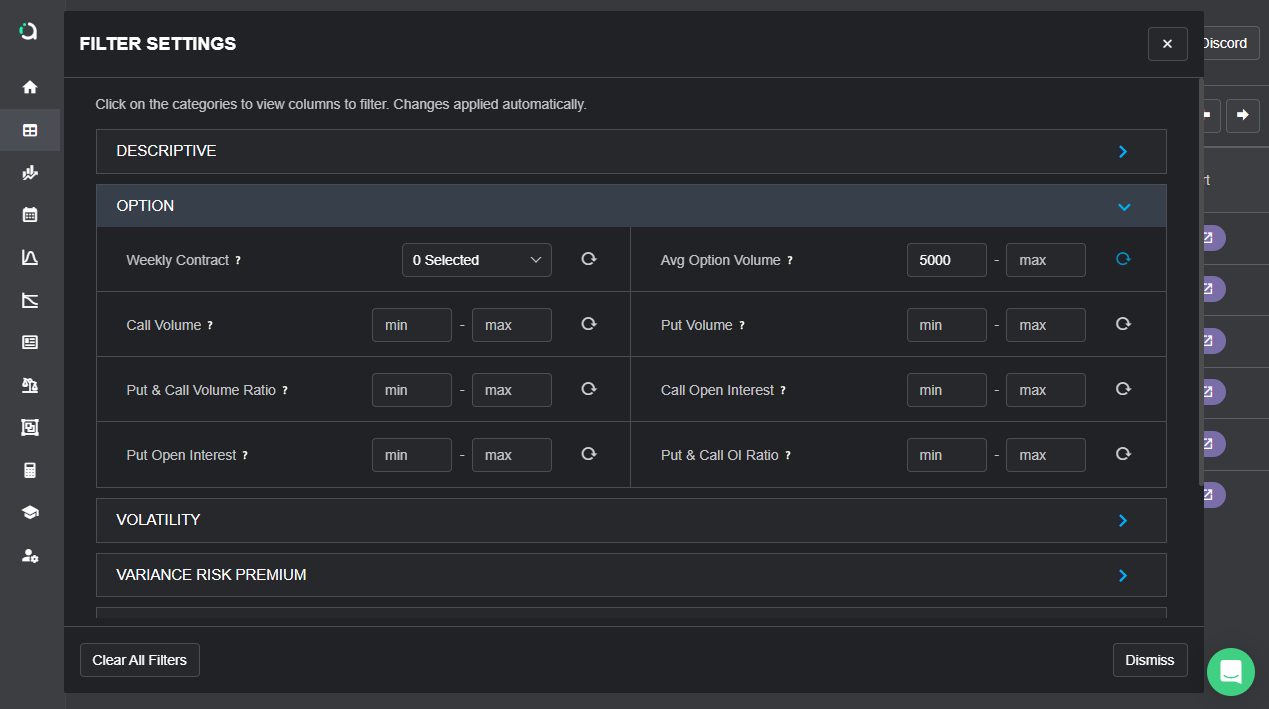 FILTER SETTINGS
Discord
Click on the categories to view columns to filter. Changes applied automatically.
DESCRIPTIVE
rt
OPTION
Weekly Contract ? 0 Selected
Avg Option Volume ? 5000 - max
Call Volume ? min - max
Put Volume ? min - max
Put & Call Volume Ratio ? min - max
Call Open Interest ? min - max
Put Open Interest ? min - max
Put & Call OI Ratio ? min - max
VOLATILITY
VARIANCE RISK PREMIUM
Clear All Filters
Dismiss